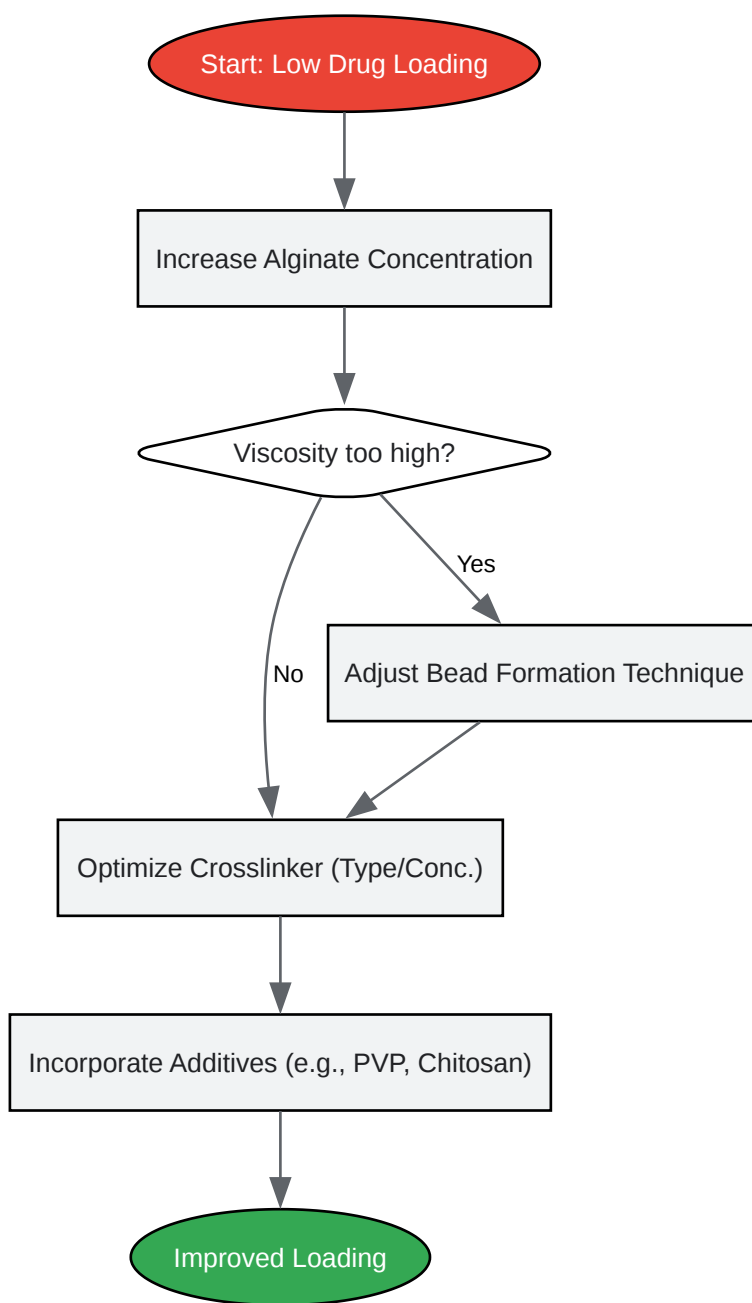 Start: Low Drug Loading
Increase Alginate Concentration
Viscosity too high?
Yes
Adjust Bead Formation Technique
No
Optimize Crosslinker (Type/Conc.)
Incorporate Additives (e.g., PVP, Chitosan)
Improved Loading